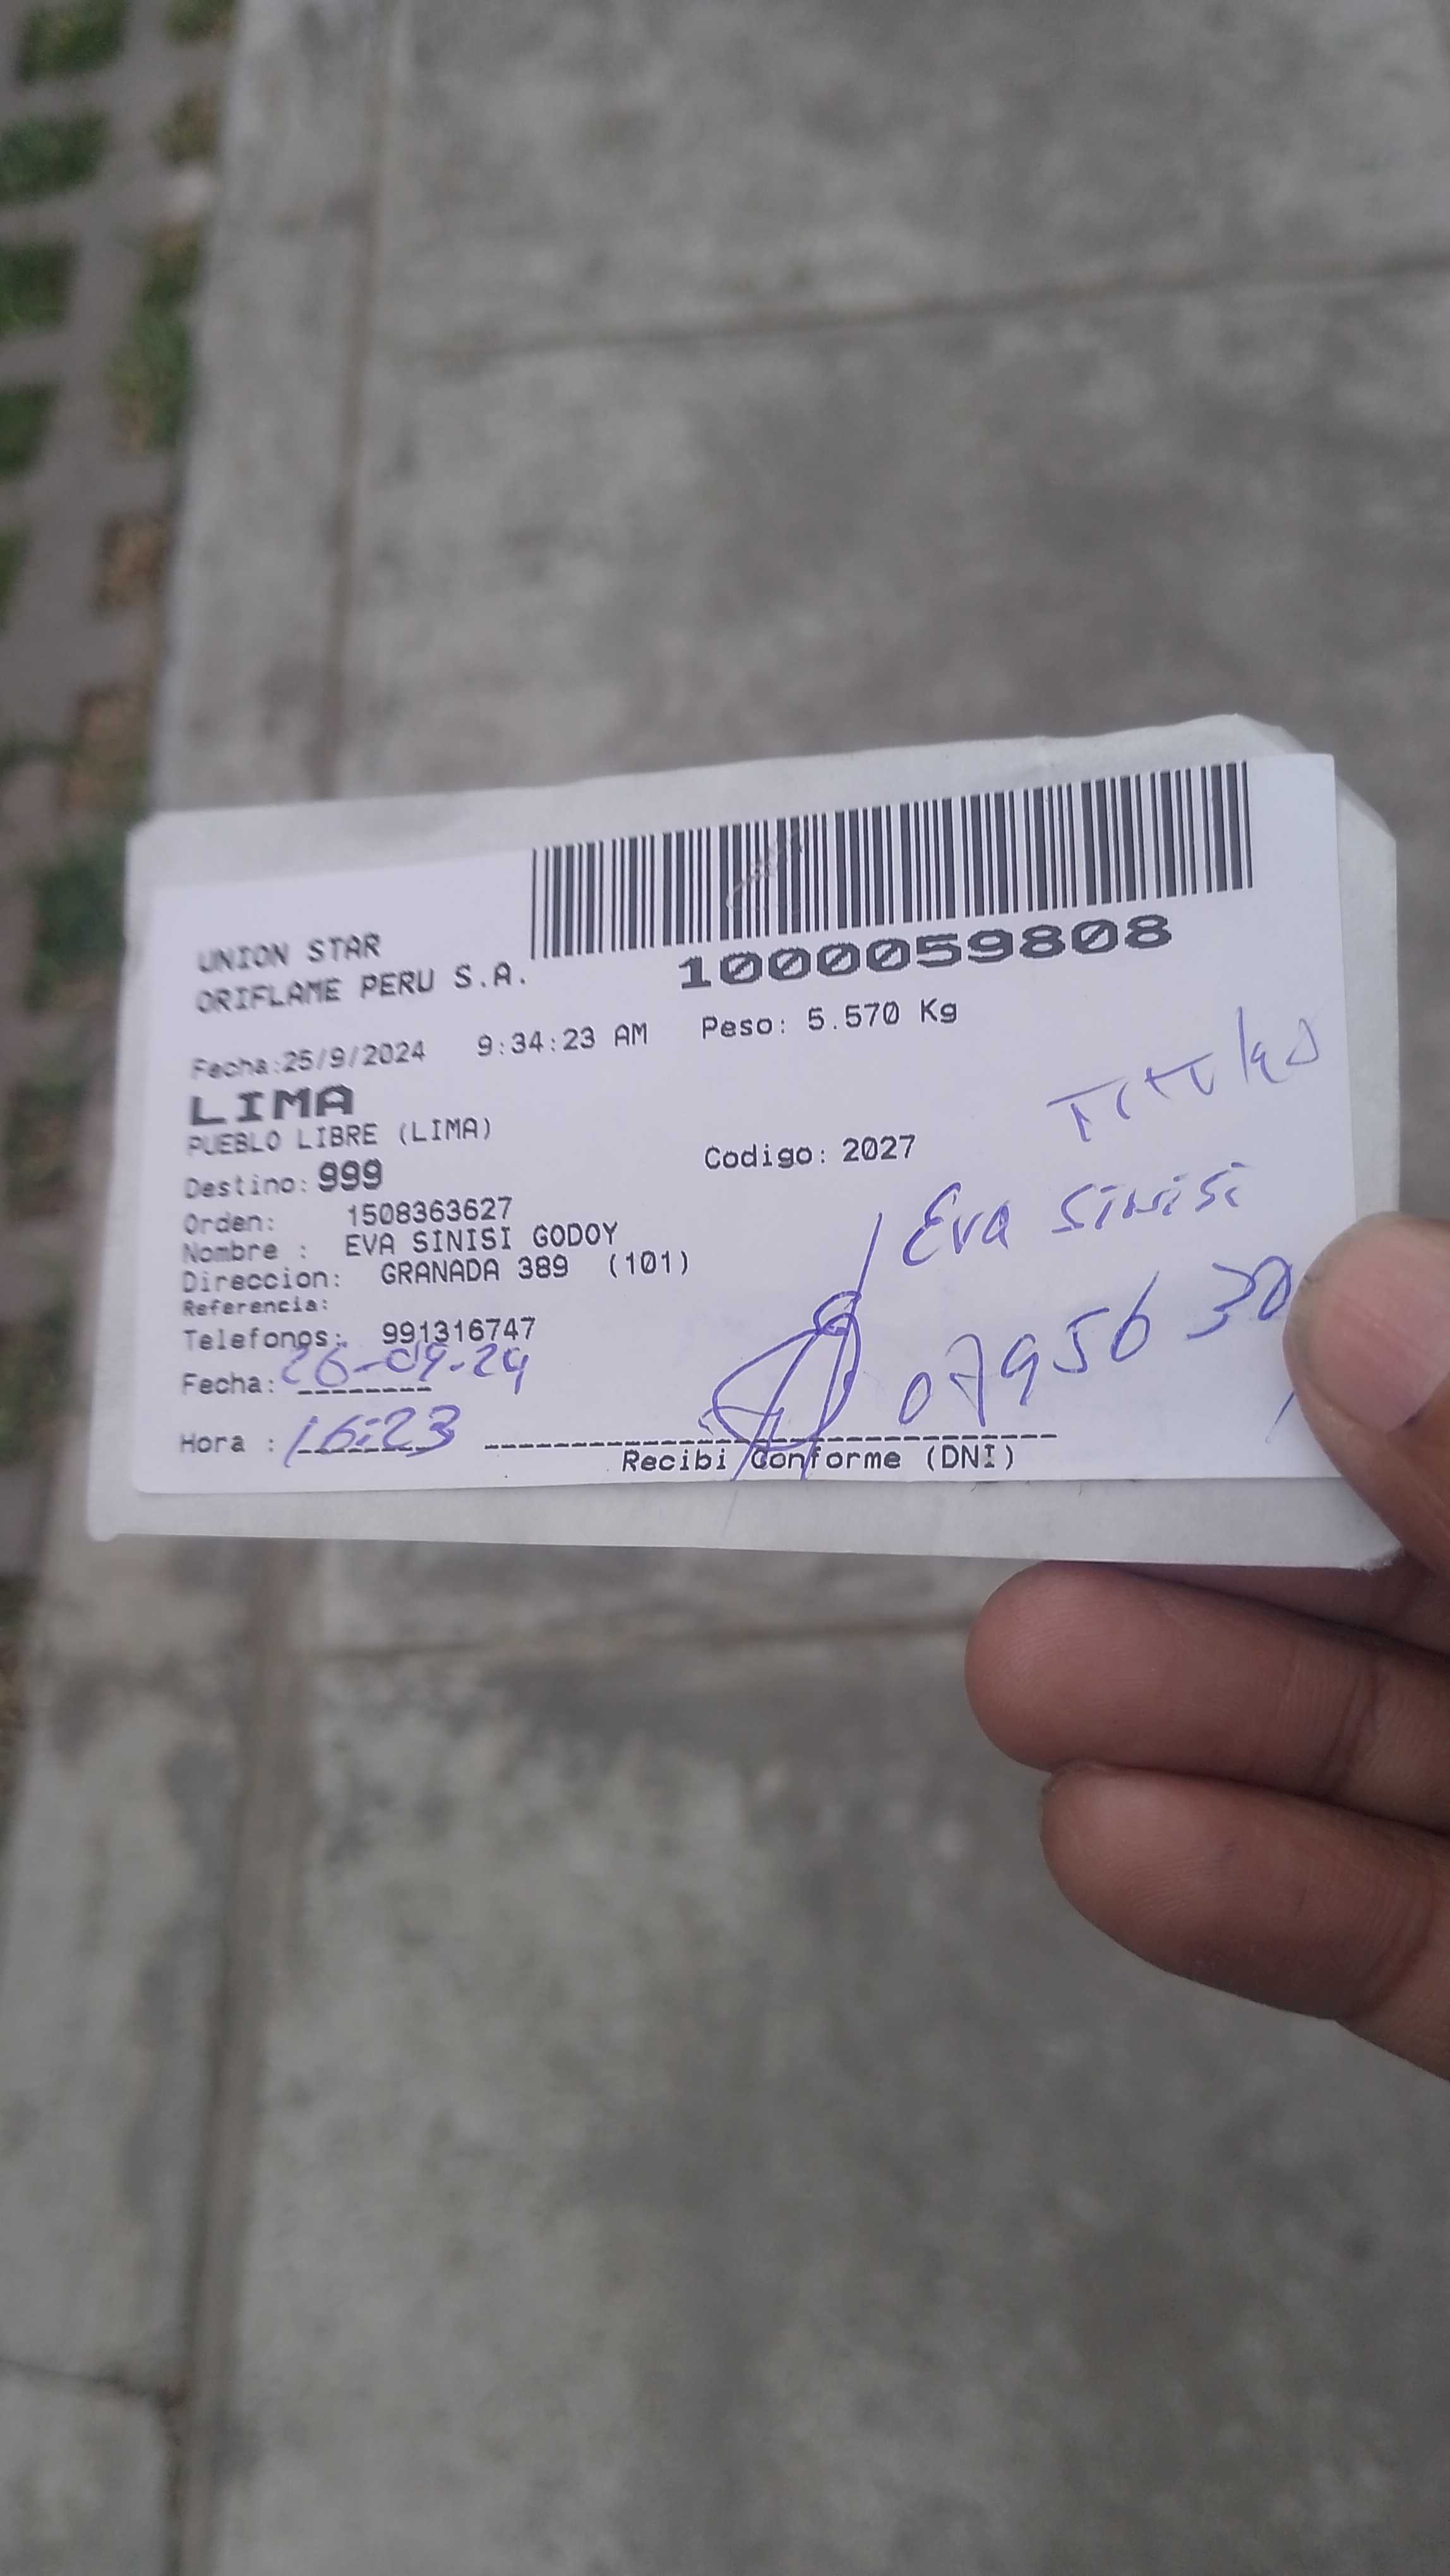 UNION STAR
ORIFLAME PERU S.A.
1000059808
Fecha:25/9/2024 9:34:23 AM Peso: 5.570 Kg
LIMA
PUEBLO LIBRE (LIMA)
Destino: 999 Codigo: 2027
Titular
Orden: 1508363627
Nombre : EVA SINISI GODOY
Eva Sinisi
Direccion: GRANADA 389 (101)
Referencia:
Telefonos: 991316747
0795630
Fecha: 26-09-24
Hora : 16:23
Recibi Conforme (DNI)